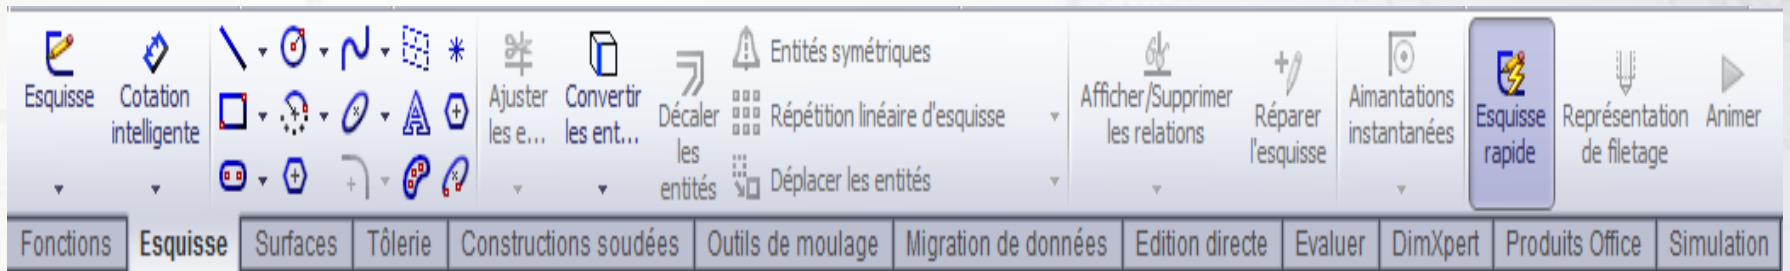 Esquisse
Cotation
intelligente
Ajuster
les e...
Convertir
les ent...
Décaler
les
entités
Entités symétriques
Répétition linéaire d'esquisse
Déplacer les entités
Afficher/Supprimer
les relations
Réparer
l'esquisse
Aimantations
instantanées
Esquisse
rapide
Représentation
de filetage
Animer
Fonctions
Esquisse
Surfaces
Tôlerie
Constructions soudées
Outils de moulage
Migration de données
Edition directe
Evaluer
DimXpert
Produits Office
Simulation